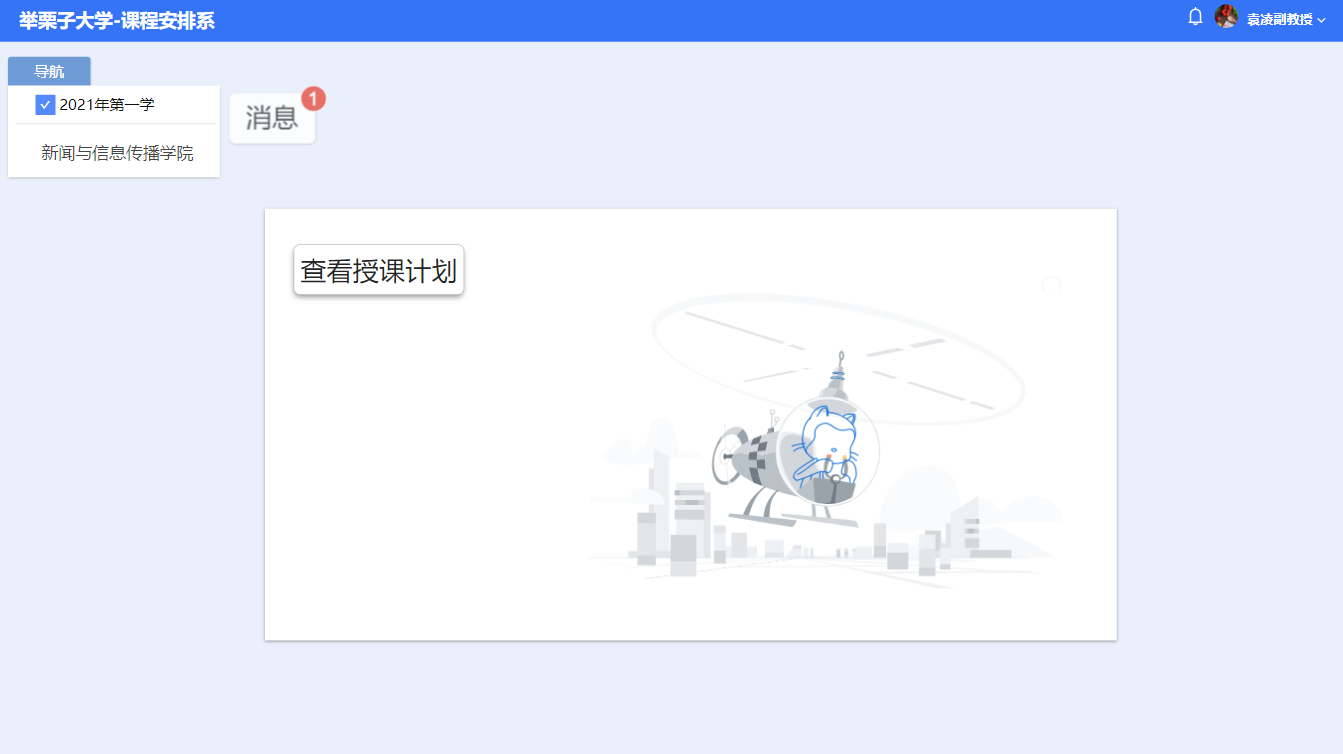 举栗子大学-课程安排系
袁凌副教授
导航
2021年第一学
消息
1
新闻与信息传播学院
查看授课计划